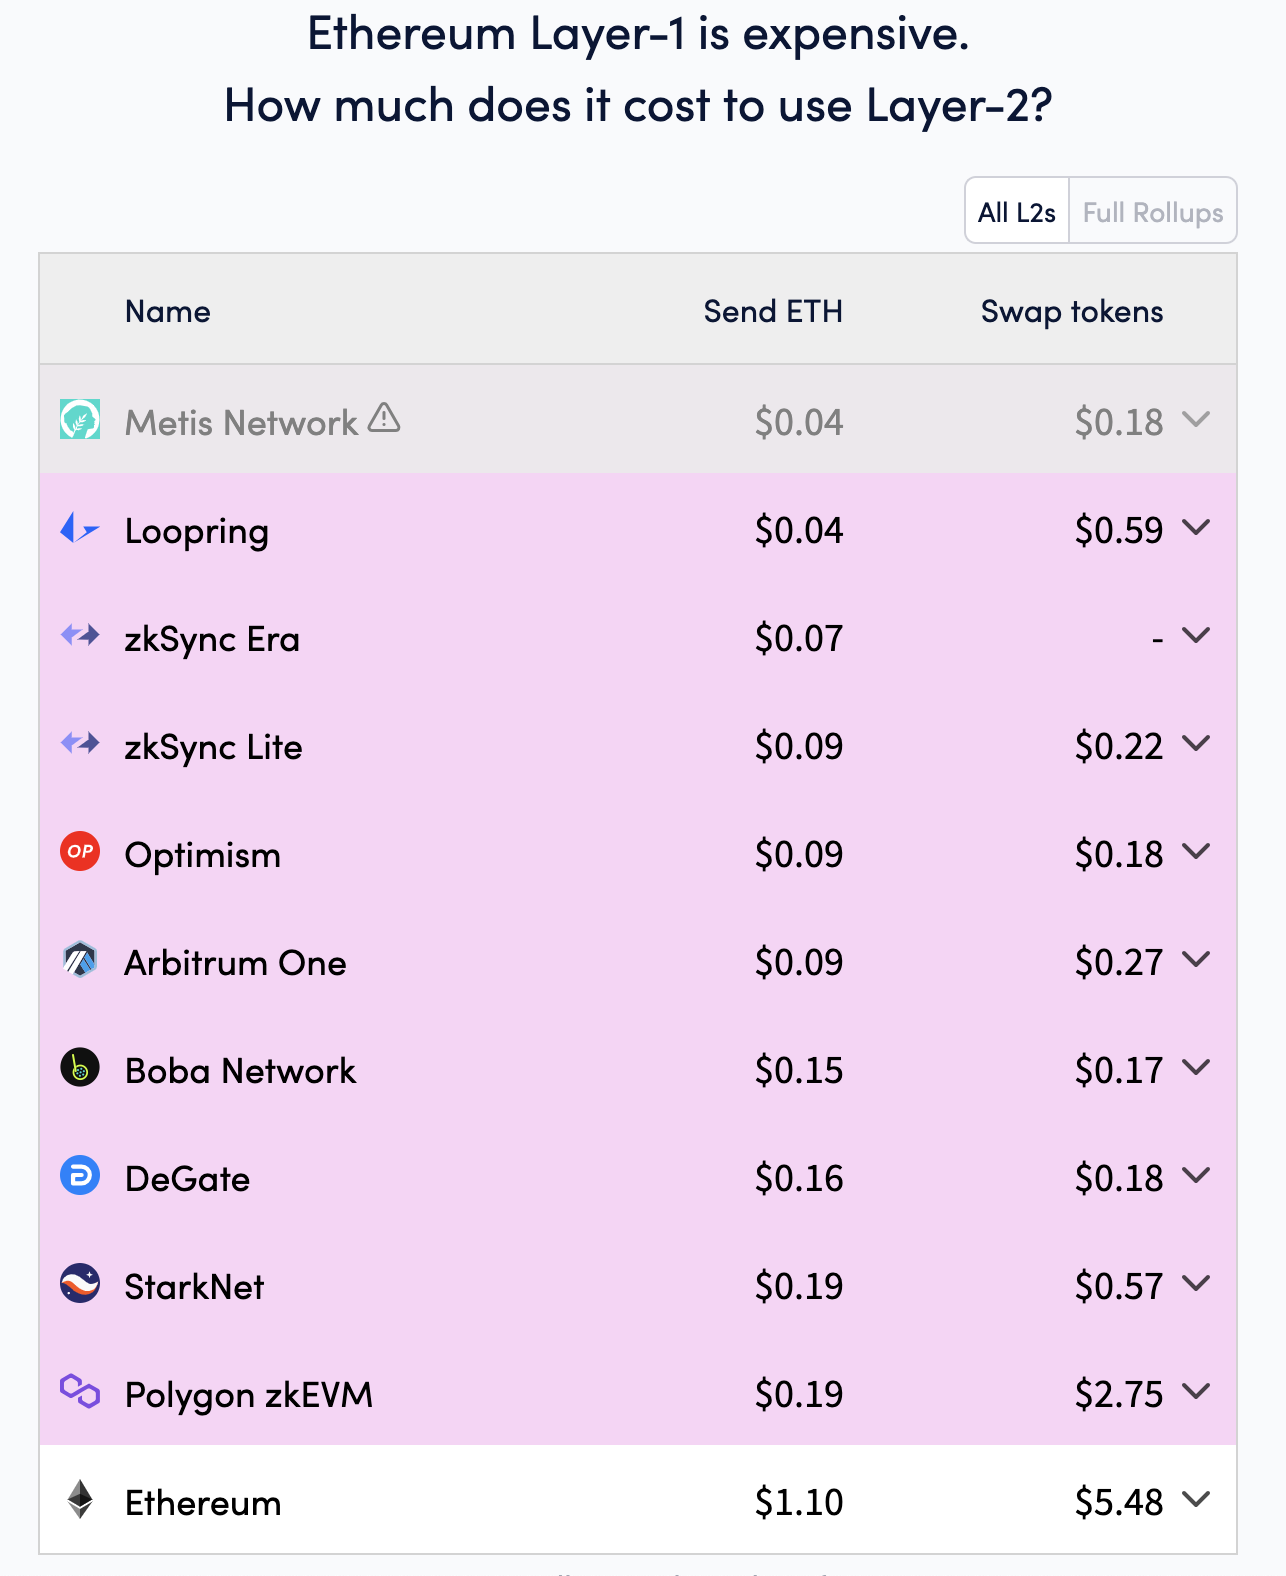 Ethereum Layer-1 is expensive.
How much does it cost to use Layer-2?
All L2s Full Rollups
Name Send ETH Swap tokens
Metis Network $0.04 $0.18
Loopring $0.04 $0.59
zkSync Era $0.07 -
zkSync Lite $0.09 $0.22
OP Optimism $0.09 $0.18
Arbitrum One $0.09 $0.27
Boba Network $0.15 $0.17
DeGate $0.16 $0.18
StarkNet $0.19 $0.57
Polygon zkEVM $0.19 $2.75
Ethereum $1.10 $5.48